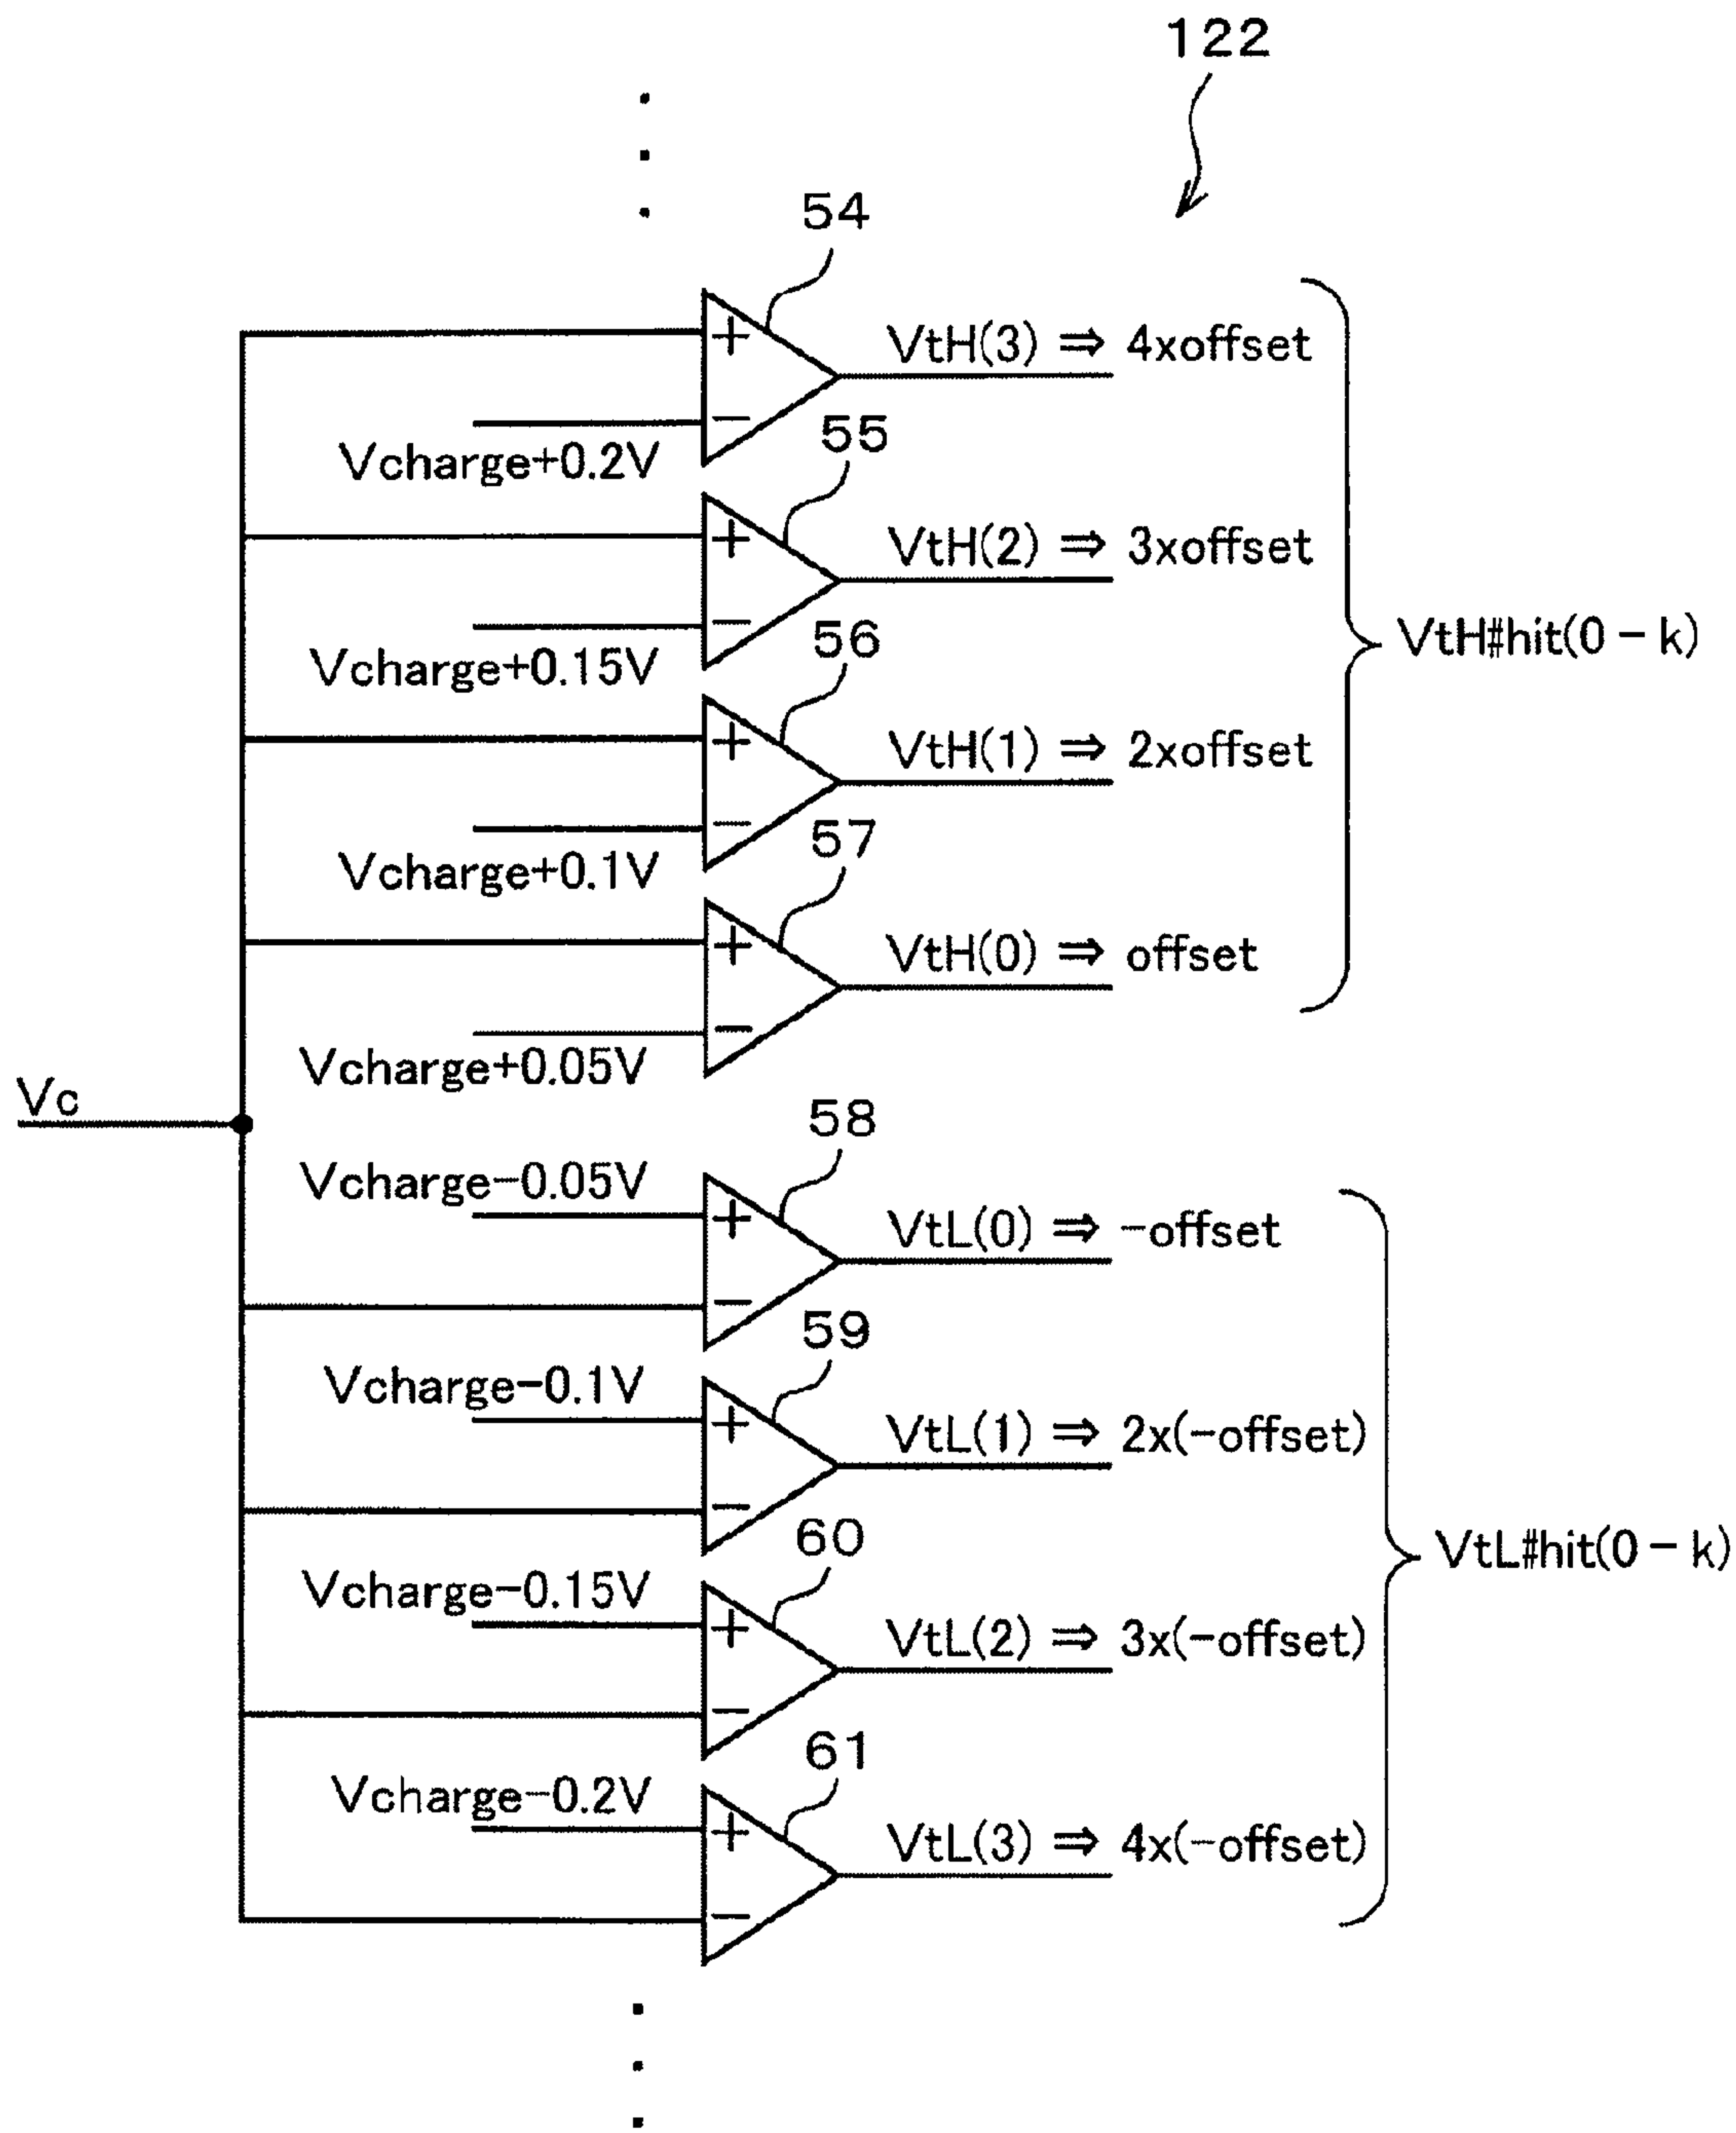 122
54
+
VtH(3) ⇒ 4xoffset
−
Vcharge+0.2V
55
+
VtH(2) ⇒ 3xoffset
−
VtH#hit(0－k)
Vcharge+0.15V
56
+
VtH(1) ⇒ 2xoffset
−
Vcharge+0.1V
57
+
VtH(0) ⇒ offset
−
Vcharge+0.05V
Vc
58
Vcharge−0.05V
+
VtL(0) ⇒ −offset
−
59
Vcharge−0.1V
+
VtL(1) ⇒ 2x(−offset)
−
60
VtL#hit(0－k)
Vcharge−0.15V
+
VtL(2) ⇒ 3x(−offset)
−
61
Vcharge−0.2V
+
VtL(3) ⇒ 4x(−offset)
−